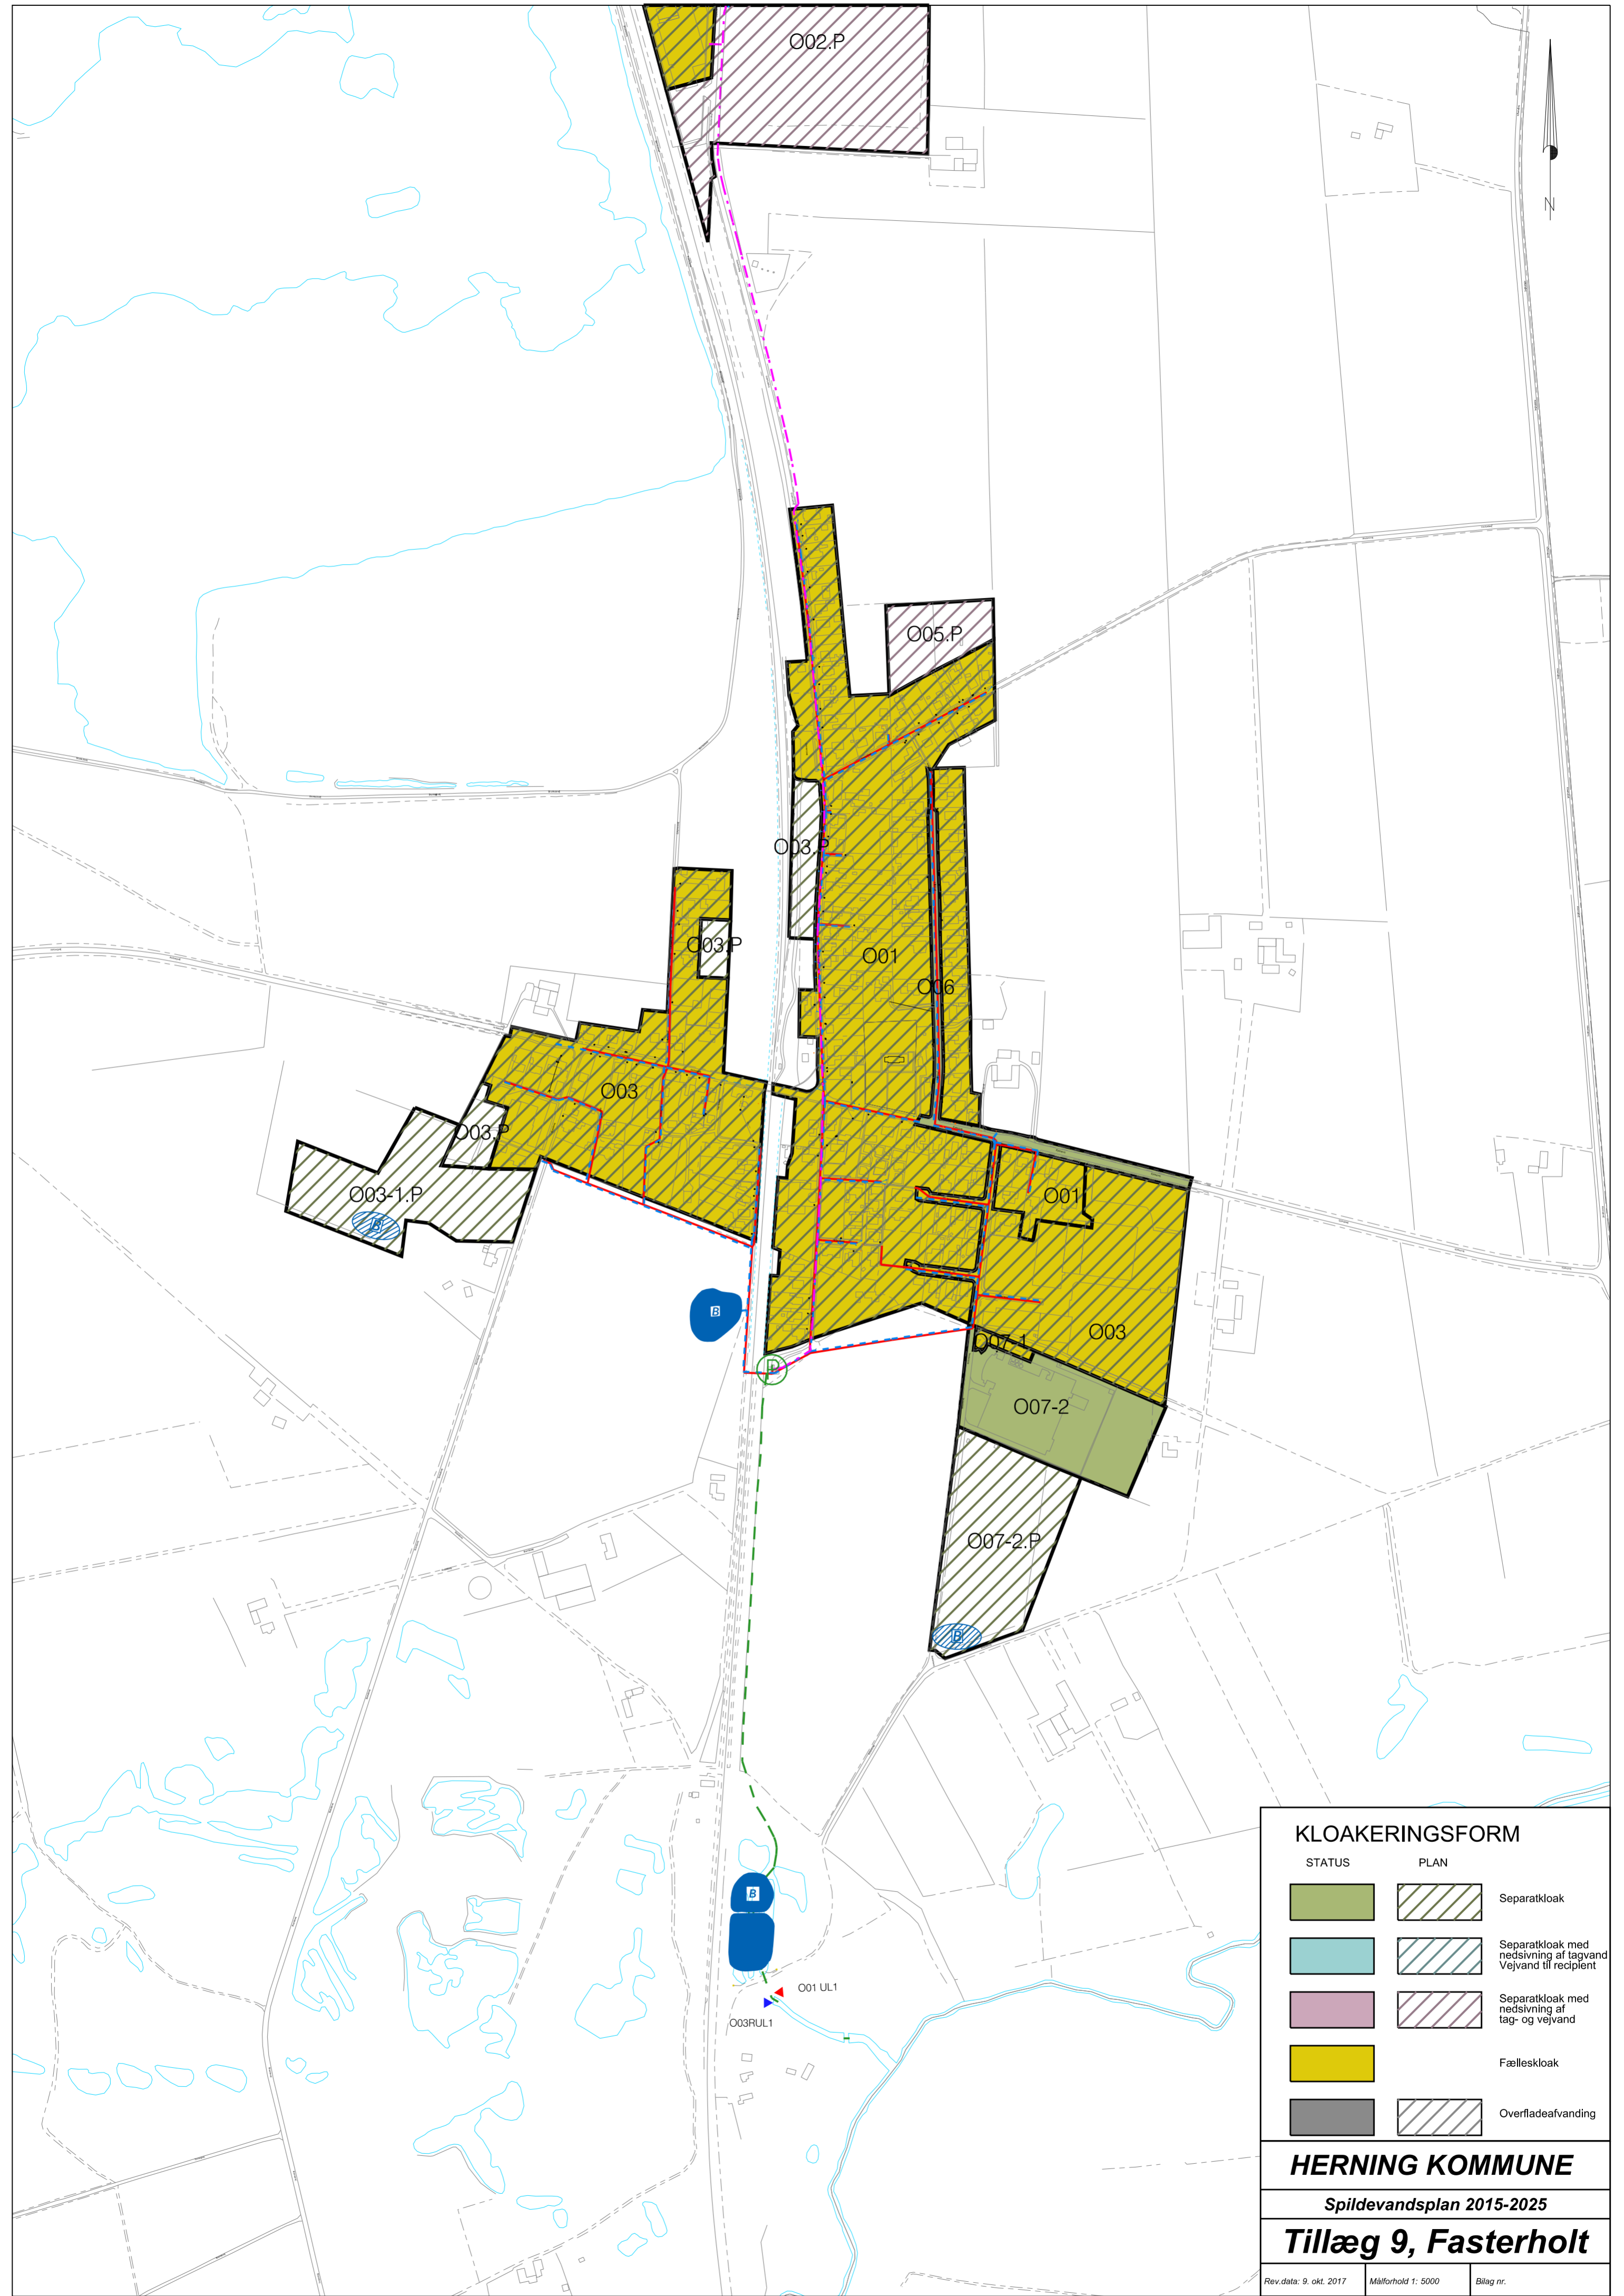 O02.P
N
O05.P
O03.P
O03.P
O01
O06
O03
O03.P
O03-1.P
B
O01
B
O03
O07-1
P
O07-2
O07-2.P
B
B
O01 UL1
O03RUL1
KLOAKERINGSFORM
STATUS PLAN
Separatkloak
Separatkloak med
nedsivning af tagvand
Vejvand til recipient
Separatkloak med
nedsivning af
tag- og vejvand
Fælleskloak
Overfladeafvanding
HERNING KOMMUNE
Spildevandsplan 2015-2025
Tillæg 9, Fasterholt
Rev.data: 9. okt. 2017 Målforhold 1: 5000 Bilag nr.